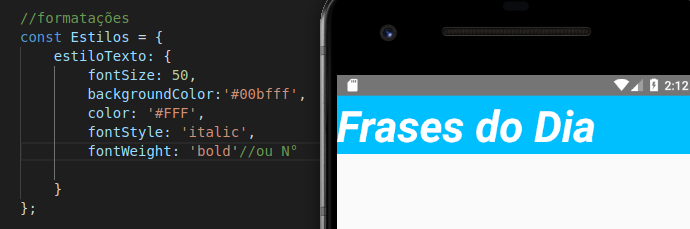 //formatações
const Estilos = {
estiloTexto: {
fontSize: 50,
backgroundColor:'#00bfff',
color: '#FFF',
fontStyle: 'italic',
fontWeight: 'bold'//ou N°
}
};
2:12
Frases do Dia